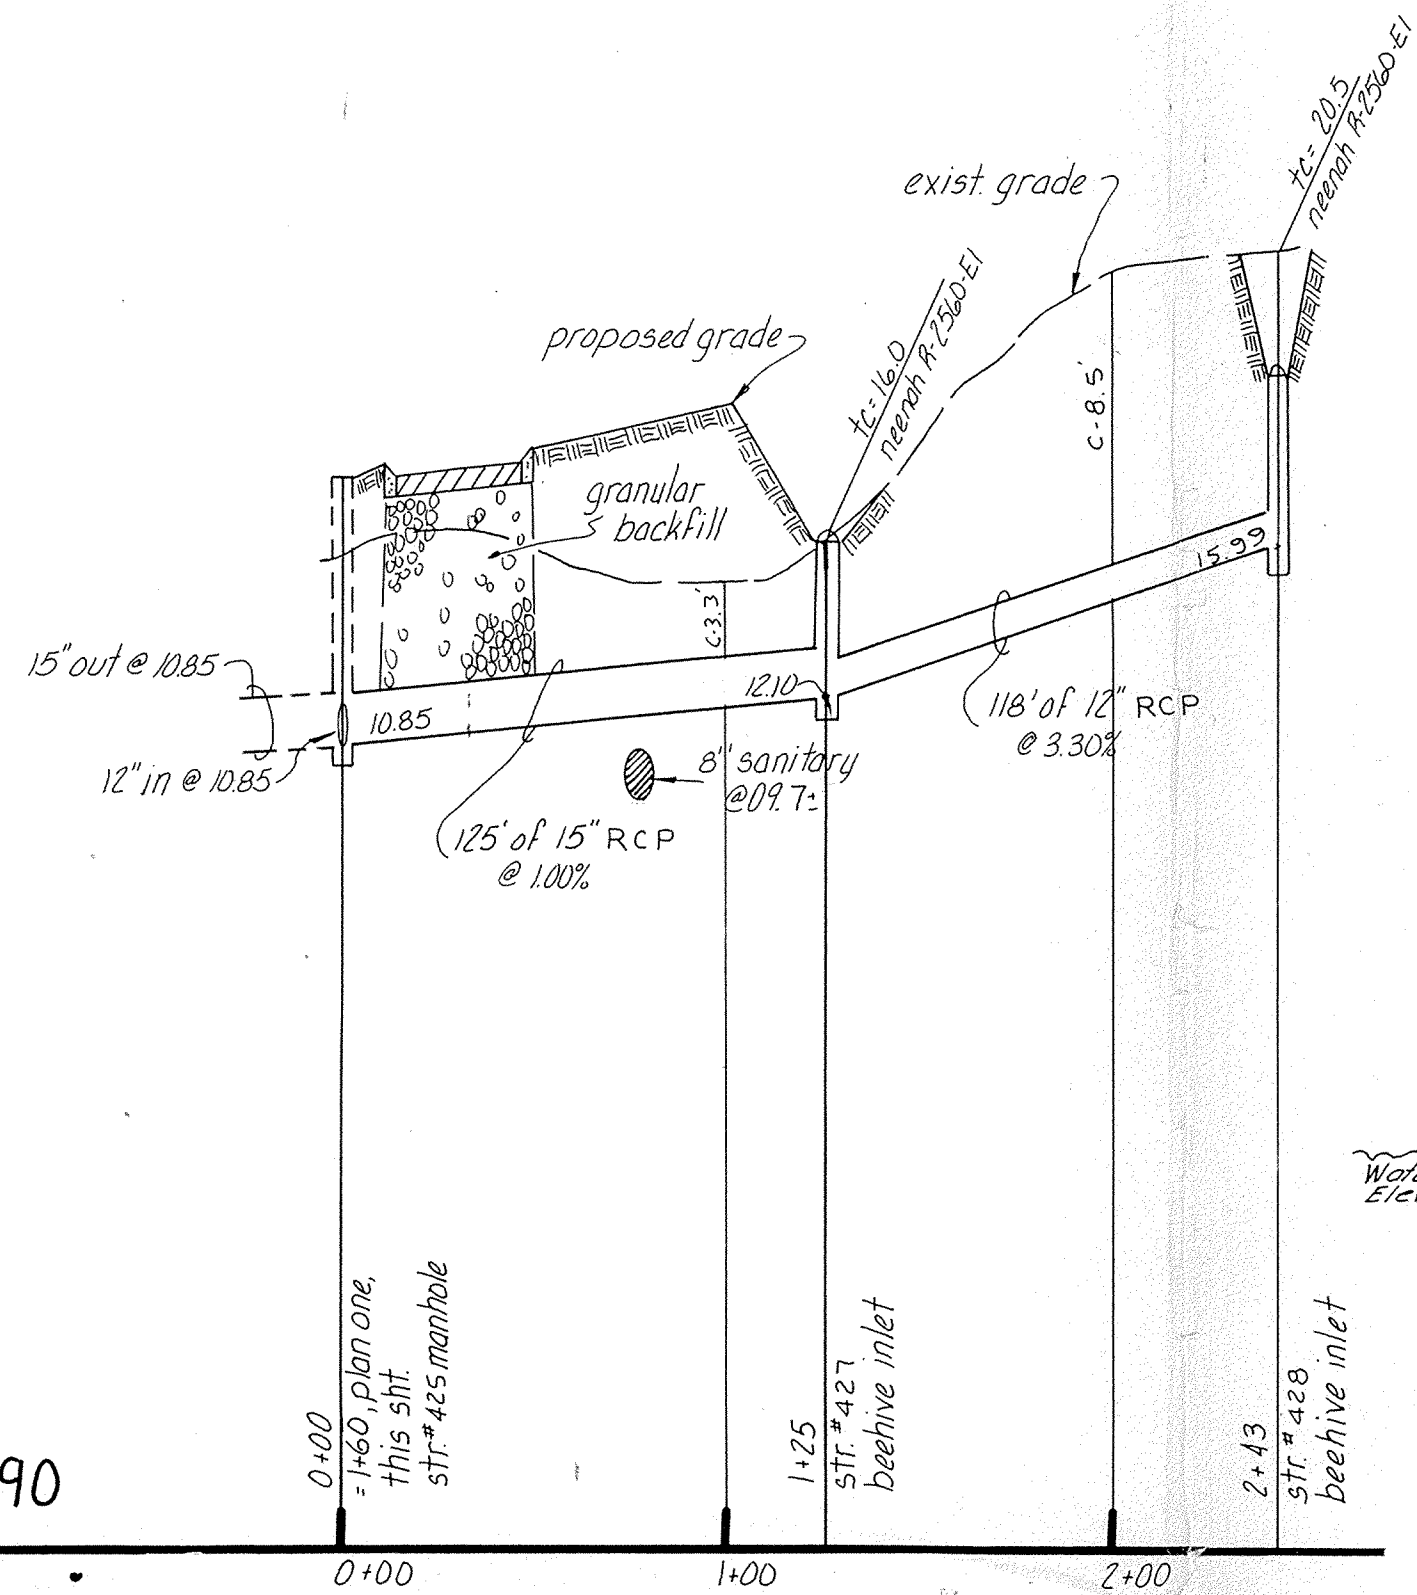 tc= 20.5
neenah R-2560-E1
exist. grade
tc= 16.0
neenah R-2560-E1
proposed grade
C-8.5'
granular
backfill
15.99
C-3.3'
15" out @ 10.85
12.10
10.85
118' of 12" RCP
@ 3.30%
12" in @ 10.85
8" sanitary
@09.7±
125' of 15" RCP
@ 1.00%
0+00
= 1+60, plan one,
this sht.
str.#425 manhole
1+25
str.#427
beehive inlet
2+43
str.#428
beehive inlet
90
0+00
1+00
2+00